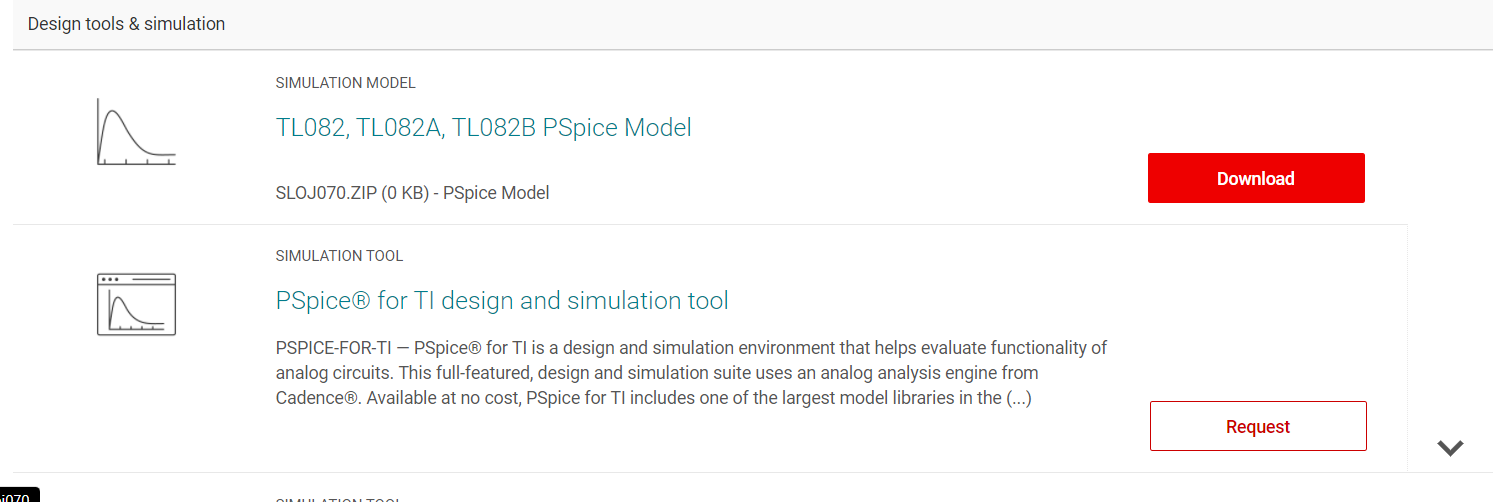 Design tools & simulation
SIMULATION MODEL
TL082, TL082A, TL082B PSpice Model
SLOJ070.ZIP (0 KB) - PSpice Model
Download
SIMULATION TOOL
PSpice® for TI design and simulation tool
PSPICE-FOR-TI — PSpice® for TI is a design and simulation environment that helps evaluate functionality of
analog circuits. This full-featured, design and simulation suite uses an analog analysis engine from
Cadence®. Available at no cost, PSpice for TI includes one of the largest model libraries in the (...)
Request
SIMULATION TOOL
oj070